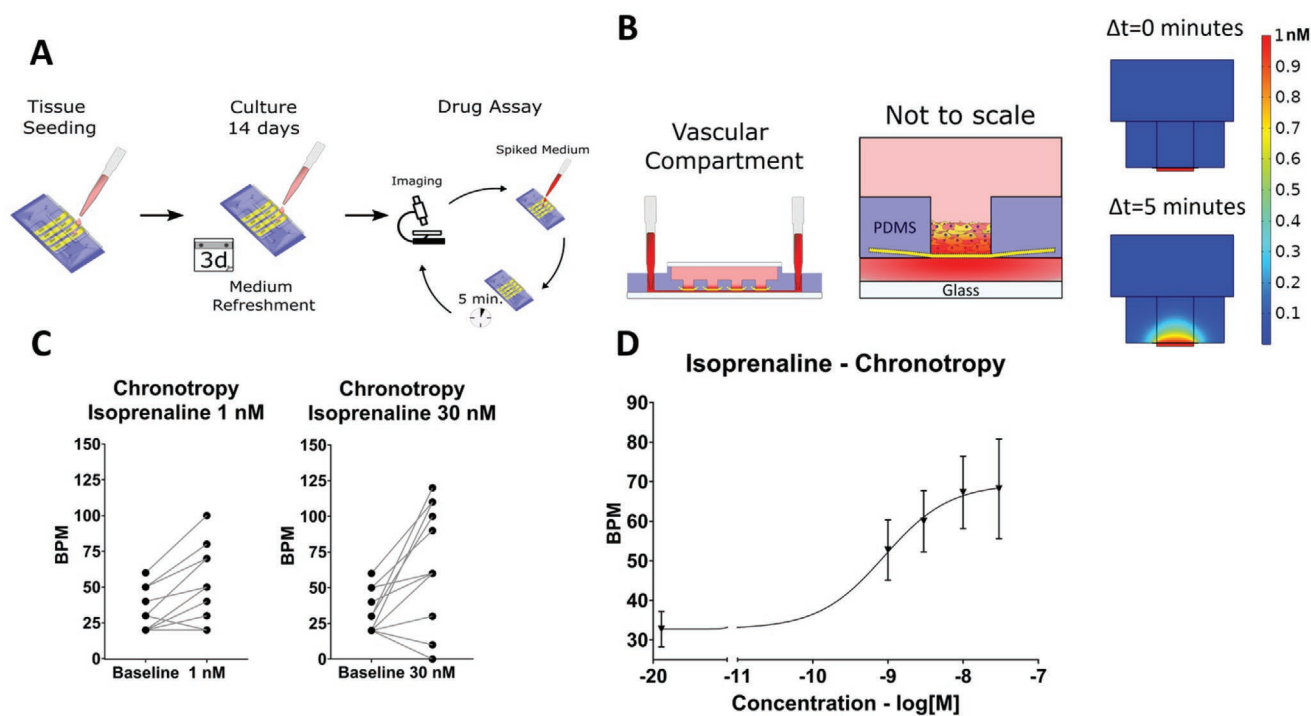 A
Tissue
Seeding
Culture
14 days
3d
Medium
Refreshment
Drug Assay
Imaging
Spiked Medium
5 min.
B
Vascular
Compartment
Not to scale
PDMS
Glass
Δt=0 minutes
Δt=5 minutes
1 nM
0.9
0.8
0.7
0.6
0.5
0.4
0.3
0.2
0.1
C
Chronotropy
Isoprenaline 1 nM
BPM
150
125
100
75
50
25
0
Baseline 1 nM
Chronotropy
Isoprenaline 30 nM
BPM
150
125
100
75
50
25
0
Baseline 30 nM
D
Isoprenaline - Chronotropy
BPM
90
80
70
60
50
40
30
-20 -11 -10 -9 -8 -7
Concentration - log[M]